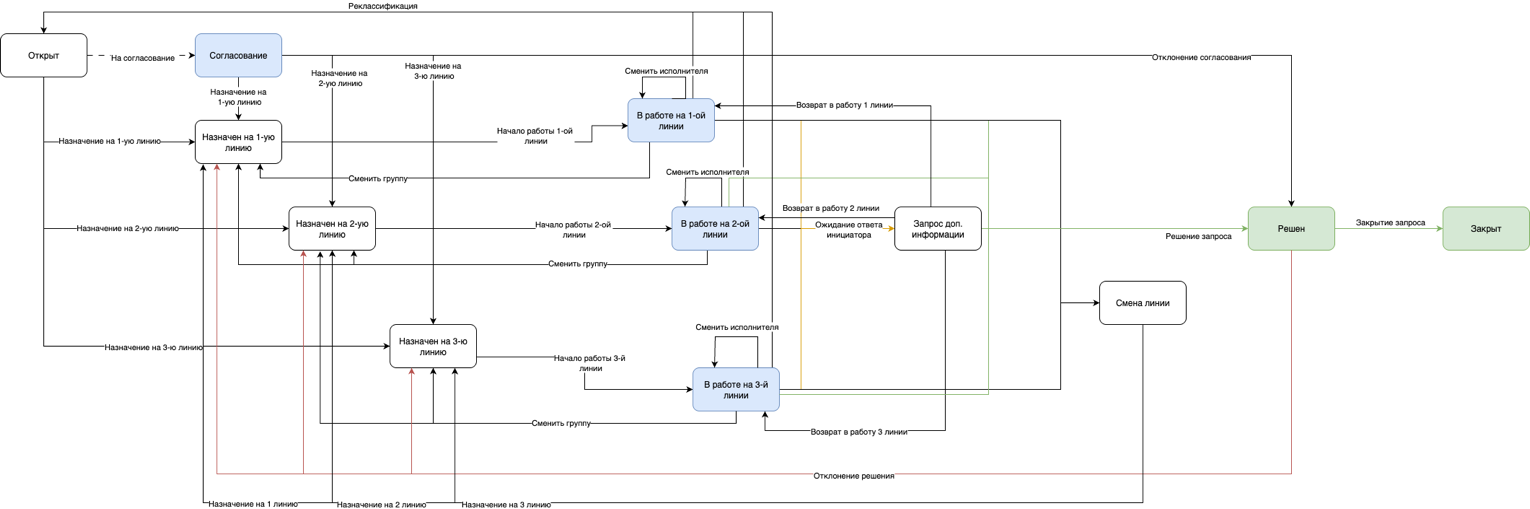 Реклассификация
Открыт
На согласование
Согласование
Назначение на
2-ую линию
Назначение на
3-ю линию
Отклонение согласования
Сменить исполнителя
Назначение на
1-ую линию
Возврат в работу 1 линии
В работе на 1-ой
линии
Назначение на 1-ую линию
Назначен на 1-ую
линию
Начало работы 1-ой
линии
Сменить группу
Сменить исполнителя
Возврат в работу 2 линии
Назначение на 2-ую линию
Назначен на 2-ую
линию
Начало работы 2-ой
линии
В работе на 2-ой
линии
Ожидание ответа
инициатора
Запрос доп.
информации
Решение запроса
Решен
Закрытие запроса
Закрыт
Сменить группу
Смена линии
Сменить исполнителя
Назначение на 3-ю линию
Назначен на 3-ю
линию
Начало работы 3-й
линии
В работе на 3-й
линии
Сменить группу
Возврат в работу 3 линии
Отклонение решения
Назначение на 1 линию
Назначение на 2 линию
Назначение на 3 линию